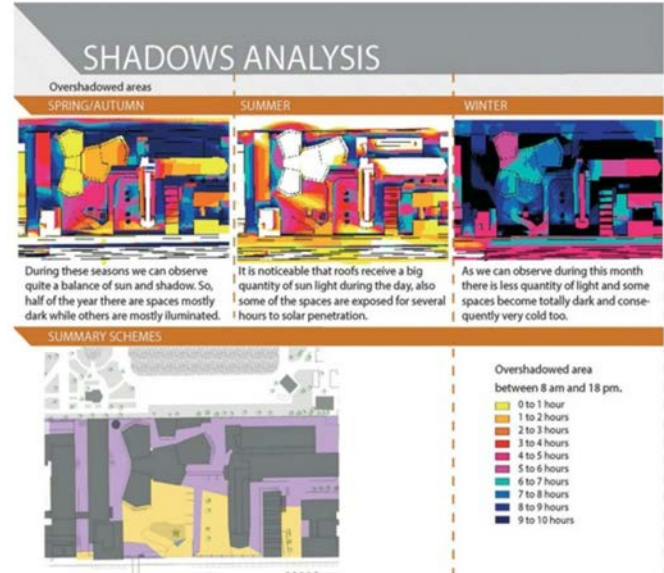 SHADOWS ANALYSIS
Overshadowed areas
SPRING/AUTUMN
SUMMER
WINTER
During these seasons we can observe
quite a balance of sun and shadow. So,
half of the year there are spaces mostly
dark while others are mostly iluminated.
It is noticeable that roofs receive a big
quantity of sun light during the day, also
some of the spaces are exposed for several
hours to solar penetration.
As we can observe during this month
there is less quantity of light and some
spaces become totally dark and conse-
quently very cold too.
SUMMARY SCHEMES
Overshadowed area
between 8 am and 18 pm.
0 to 1 hour
1 to 2 hours
2 to 3 hours
3 to 4 hours
4 to 5 hours
5 to 6 hours
6 to 7 hours
7 to 8 hours
8 to 9 hours
9 to 10 hours